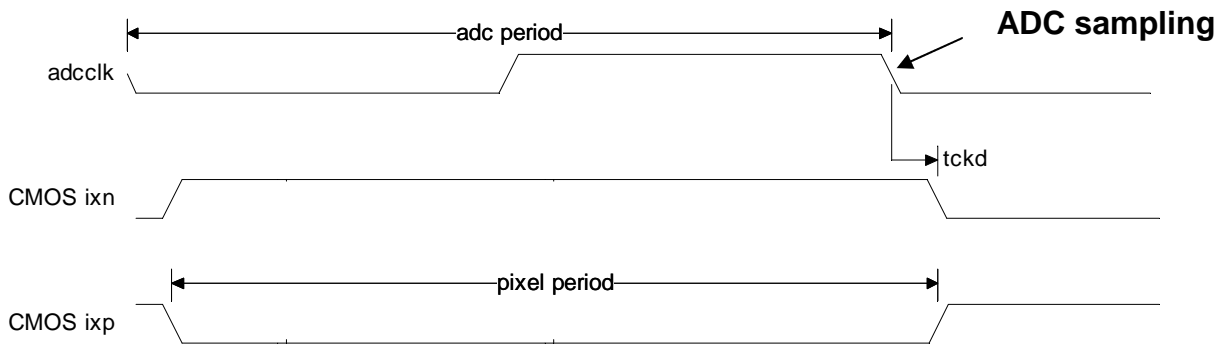 ADC sampling
adc period
adcclk
tckd
CMOS ixn
pixel period
CMOS ixp